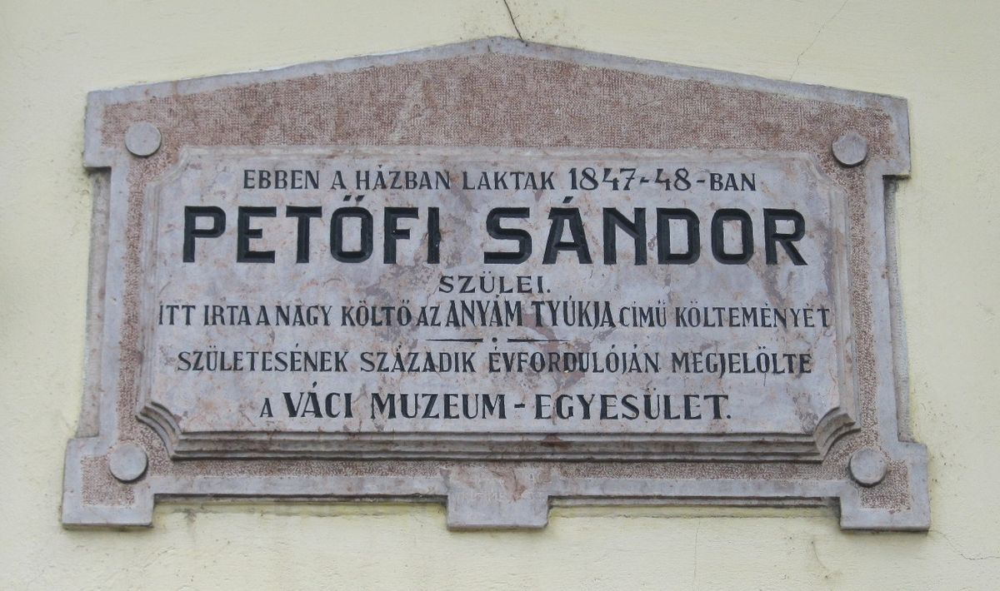 EBBEN A HÁZBAN LAKTAK 1847-48-BAN
PETŐFI SÁNDOR
SZÜLEI.
ITT IRTA A NAGY KÖLTŐ AZ ANYÁM TYÚKJA CÍMŰ KÖLTEMÉNYÉT
SZÜLETESÉNEK SZÁZADIK ÉVFORDULÓJÁN MEGJELÖLTE
A VÁCI MUZEUM-EGYESÜLET.